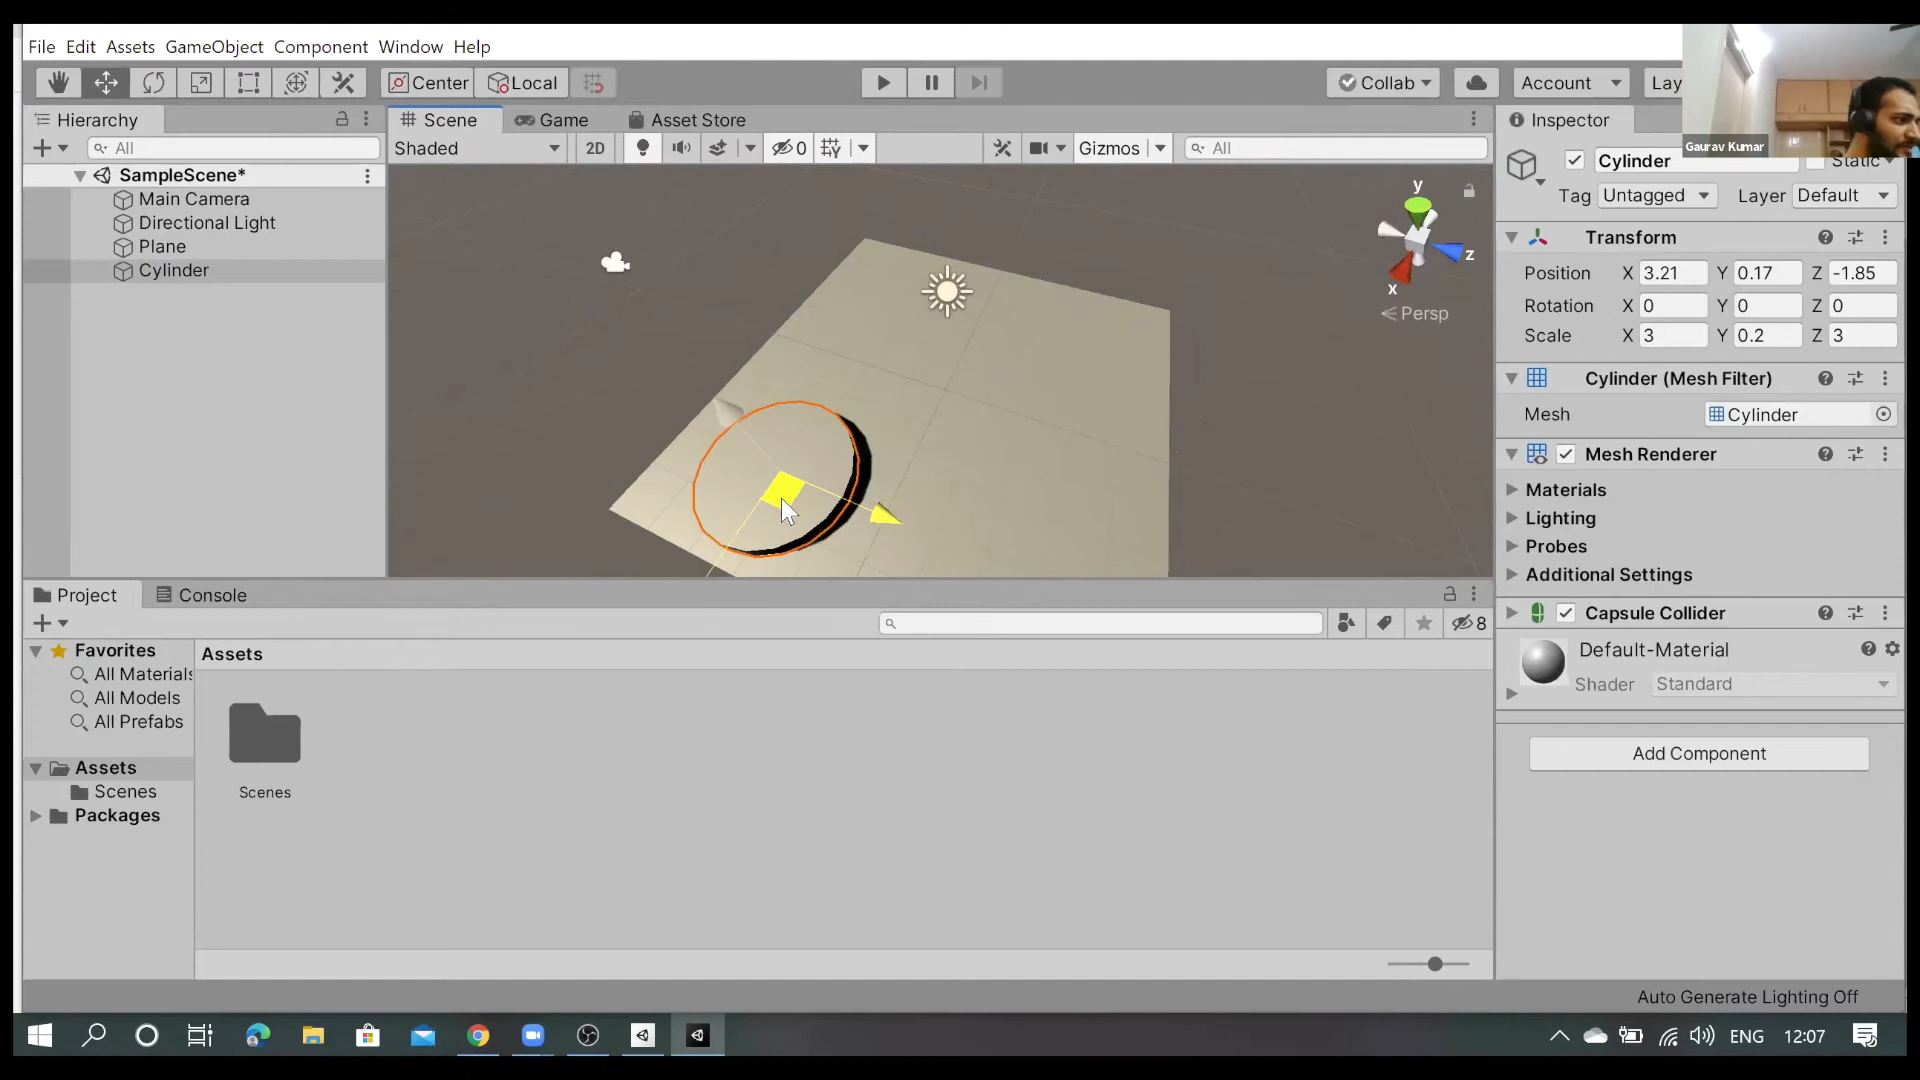 File Edit Assets GameObject Component Window Help
Center Local Collab Account Lay
Gaurav Kumar
Hierarchy
All
SampleScene*
Main Camera
Directional Light
Plane
Cylinder
Scene Game Asset Store
Shaded 2D 0 Gizmos All
y
z
x
Persp
Inspector
Cylinder Static
Tag Untagged Layer Default
Transform
Position X 3.21 Y 0.17 Z -1.85
Rotation X 0 Y 0 Z 0
Scale X 3 Y 0.2 Z 3
Cylinder (Mesh Filter)
Mesh Cylinder
Mesh Renderer
Materials
Lighting
Probes
Additional Settings
Capsule Collider
Default-Material
Shader Standard
Add Component
Project Console
8
Favorites
All Materials
All Models
All Prefabs
Assets
Scenes
Packages
Assets
Scenes
Auto Generate Lighting Off
ENG 12:07